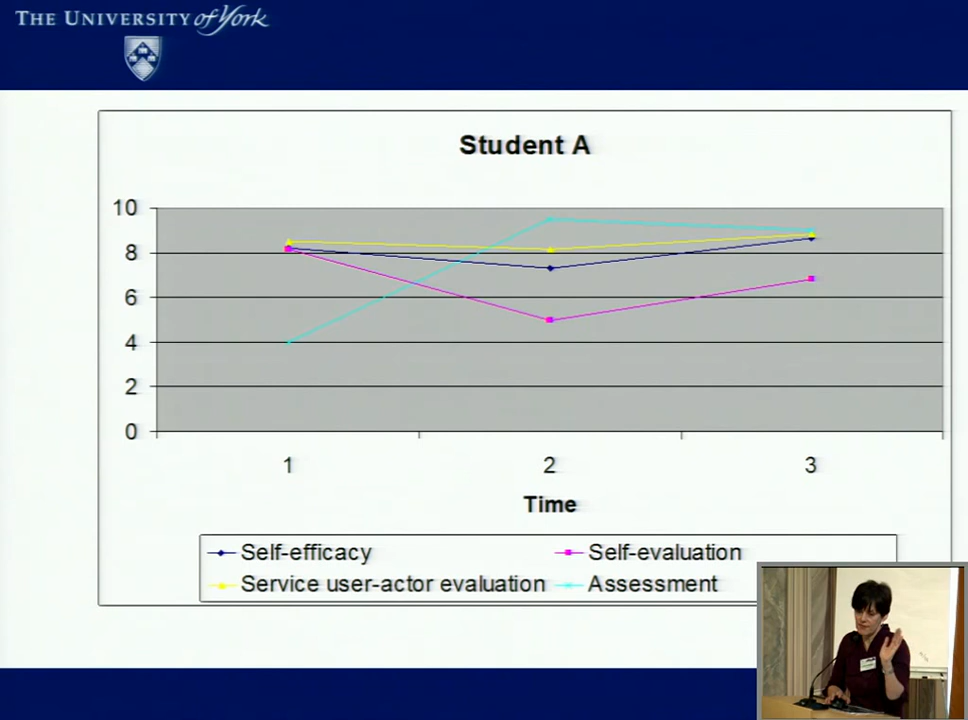 THE UNIVERSITY of York
Student A
10
8
6
4
2
0
1 2 3
Time
Self-efficacy Self-evaluation
Service user-actor evaluation Assessment